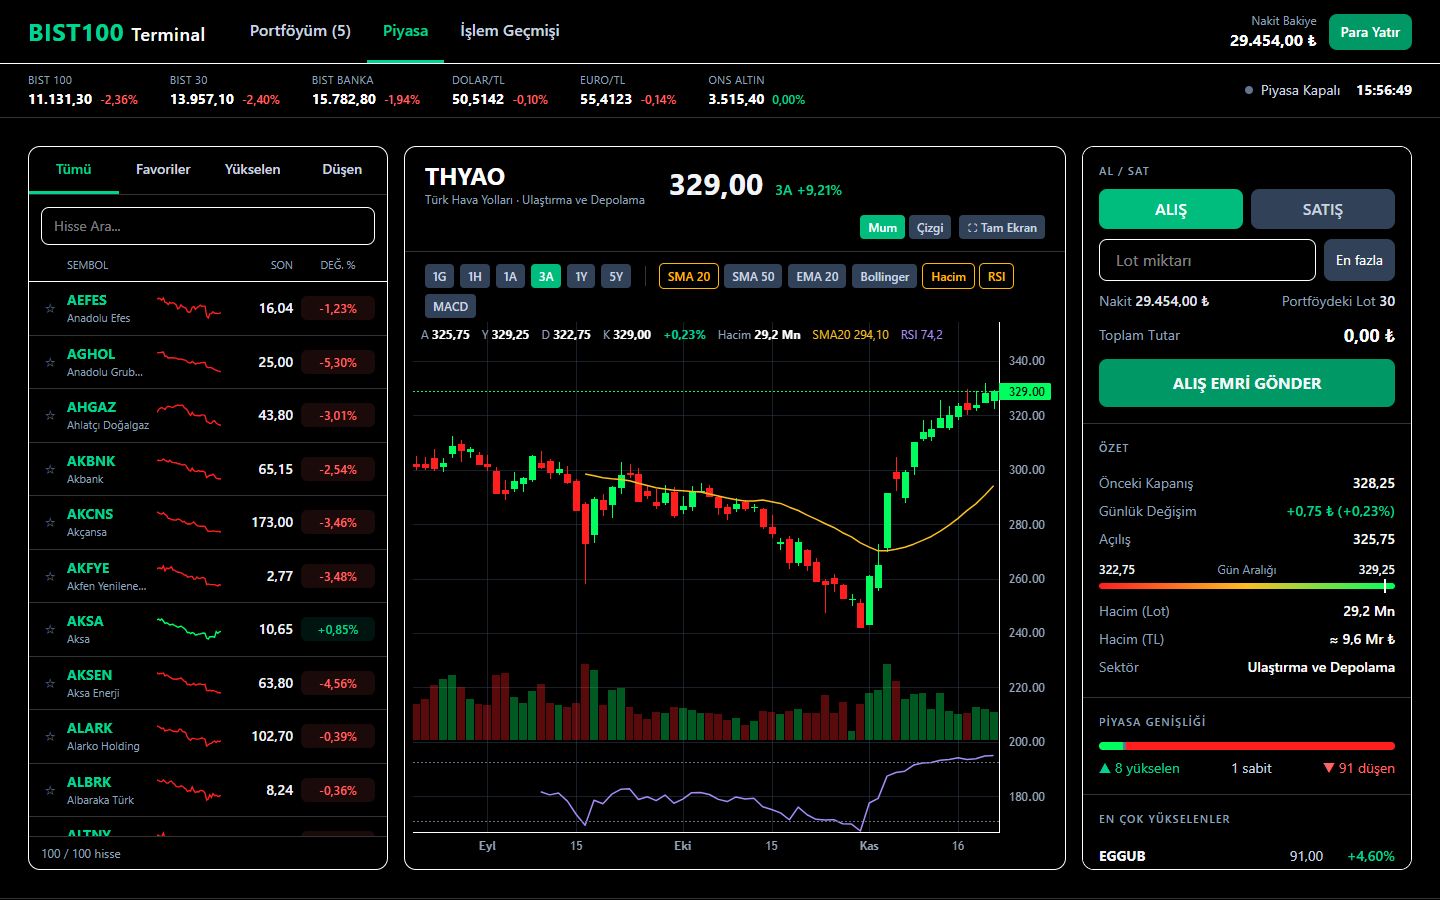 BIST100 Terminal
Portföyüm (5)
Piyasa
İşlem Geçmişi
Nakit Bakiye
29.454,00 ₺
Para Yatır
BIST 100
11.131,30 -2,36%
BIST 30
13.957,10 -2,40%
BIST BANKA
15.782,80 -1,94%
DOLAR/TL
50,5142 -0,10%
EURO/TL
55,4123 -0,14%
ONS ALTIN
3.515,40 0,00%
Piyasa Kapalı 15:56:49
Tümü Favoriler Yükselen Düşen
Hisse Ara...
SEMBOL SON DEĞ. %
☆ AEFES 16,04 -1,23%
Anadolu Efes
☆ AGHOL 25,00 -5,30%
Anadolu Grub...
☆ AHGAZ 43,80 -3,01%
Ahlatçı Doğalgaz
☆ AKBNK 65,15 -2,54%
Akbank
☆ AKCNS 173,00 -3,46%
Akçansa
☆ AKFYE 2,77 -3,48%
Akfen Yenilene...
☆ AKSA 10,65 +0,85%
Aksa
☆ AKSEN 63,80 -4,56%
Aksa Enerji
☆ ALARK 102,70 -0,39%
Alarko Holding
☆ ALBRK 8,24 -0,36%
Albaraka Türk
ALTNY
100 / 100 hisse
THYAO
Türk Hava Yolları · Ulaştırma ve Depolama
329,00 3A +9,21%
Mum Çizgi ⛶ Tam Ekran
1G 1H 1A 3A 1Y 5Y SMA 20 SMA 50 EMA 20 Bollinger Hacim RSI
MACD
A 325,75 Y 329,25 D 322,75 K 329,00 +0,23% Hacim 29,2 Mn SMA20 294,10 RSI 74,2
340.00
329.00
320.00
300.00
280.00
260.00
240.00
220.00
200.00
180.00
Eyl 15 Eki 15 Kas 16
AL / SAT
ALIŞ SATIŞ
Lot miktarı En fazla
Nakit 29.454,00 ₺ Portföydeki Lot 30
Toplam Tutar 0,00 ₺
ALIŞ EMRİ GÖNDER
ÖZET
Önceki Kapanış 328,25
Günlük Değişim +0,75 ₺ (+0,23%)
Açılış 325,75
322,75 Gün Aralığı 329,25
Hacim (Lot) 29,2 Mn
Hacim (TL) ≈ 9,6 Mr ₺
Sektör Ulaştırma ve Depolama
PİYASA GENİŞLİĞİ
▲ 8 yükselen 1 sabit ▼ 91 düşen
EN ÇOK YÜKSELENLER
EGGUB 91,00 +4,60%